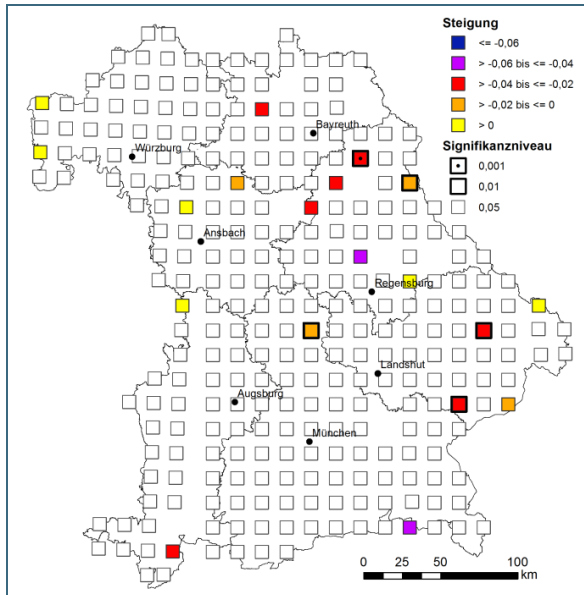 Steigung
<= -0,06
> -0,06 bis <= -0,04
> -0,04 bis <= -0,02
> -0,02 bis <= 0
> 0
Signifikanzniveau
0,001
0,01
0,05
Bayreuth
Würzburg
Ansbach
Regensburg
Landshut
Augsburg
München
0 25 50 100
km